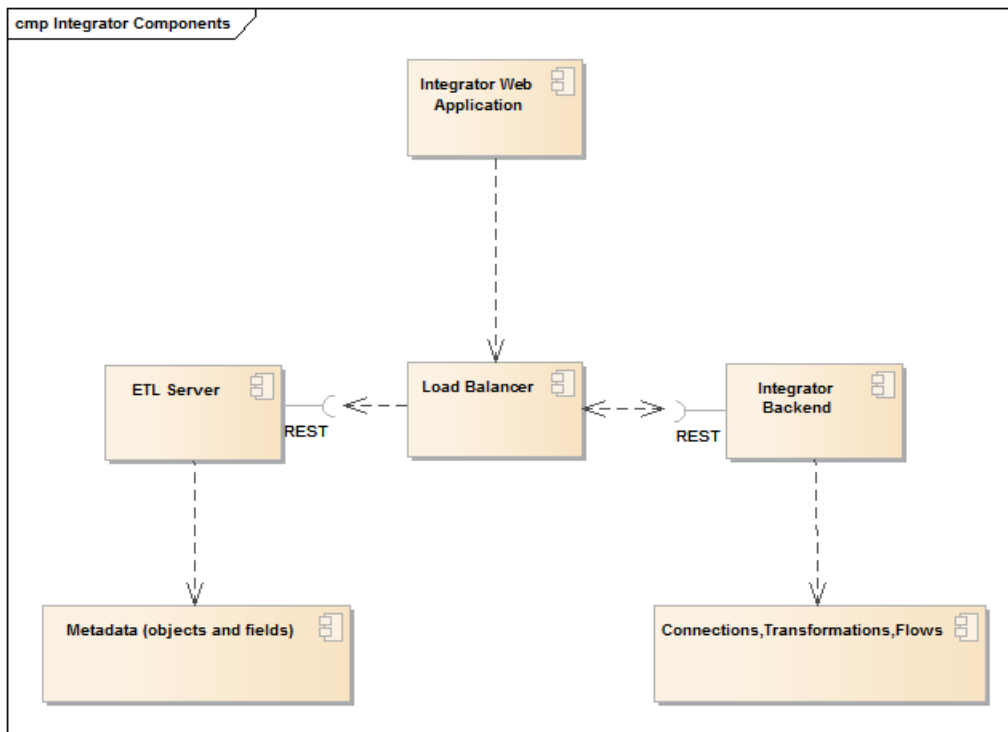 cmp Integrator Components
Integrator Web
Application
ETL Server
Load Balancer
Integrator
Backend
REST
REST
Metadata (objects and fields)
Connections,Transformations,Flows